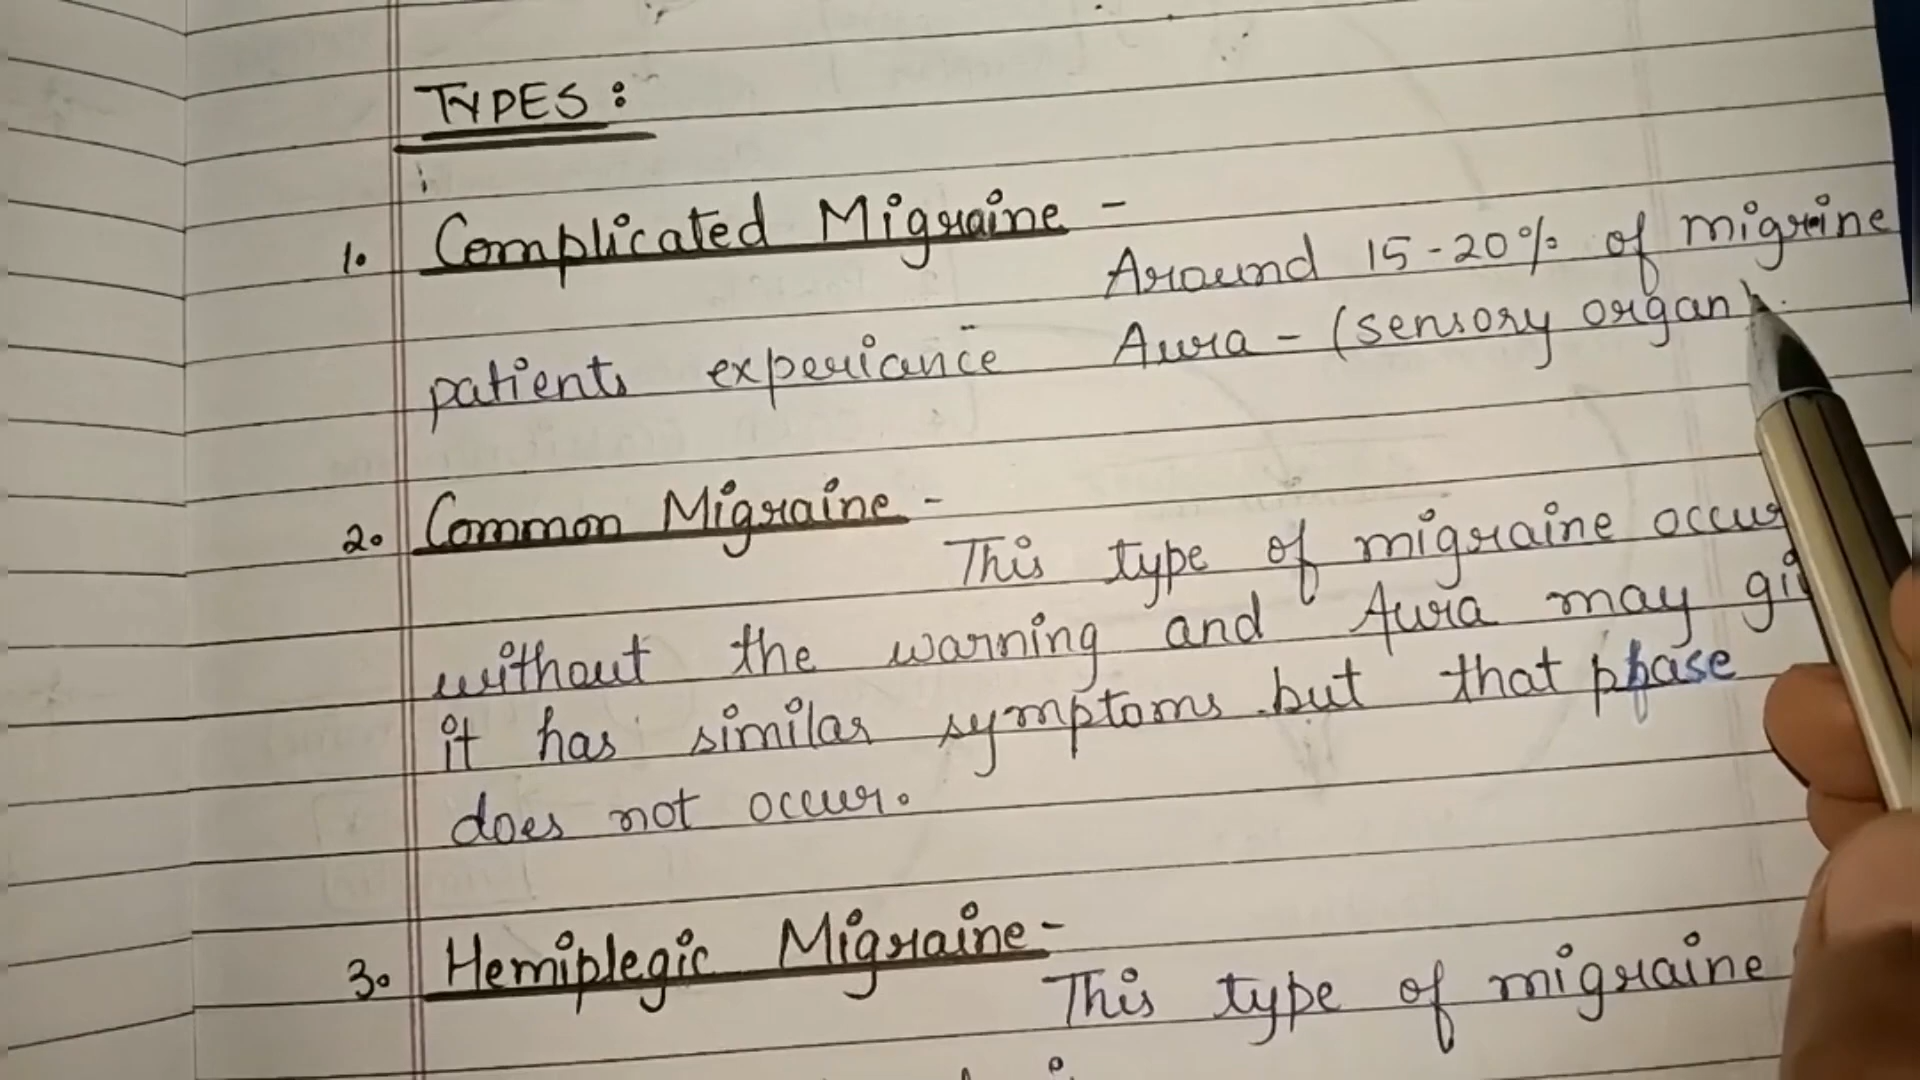 TYPES :
1. Complicated Migraine -
Around 15-20% of migraine
patients experiance Aura - (sensory organ).
2. Common Migraine -
This type of migraine occur
without the warning and Aura may
it has similar symptoms but that phase
does not occur.
3. Hemiplegic Migraine -
This type of migraine